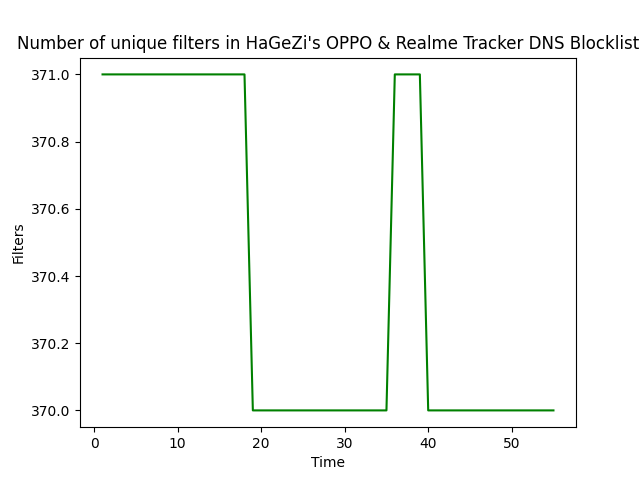 Number of unique filters in HaGeZi's OPPO & Realme Tracker DNS Blocklist
371.0
370.8
370.6
370.4
370.2
370.0
Filters
0 10 20 30 40 50
Time